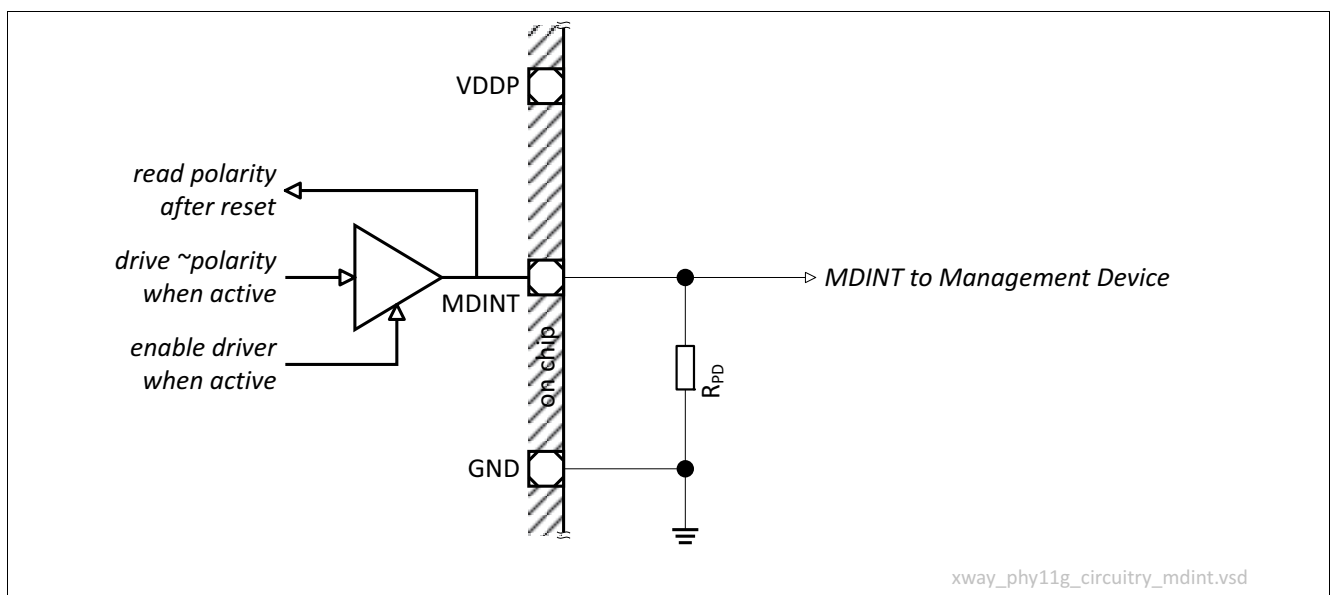 VDDP
read polarity
after reset
drive ~polarity
when active
MDINT
MDINT to Management Device
enable driver
when active
on chip
R_PD
GND
xway_phy11g_circuitry_mdint.vsd